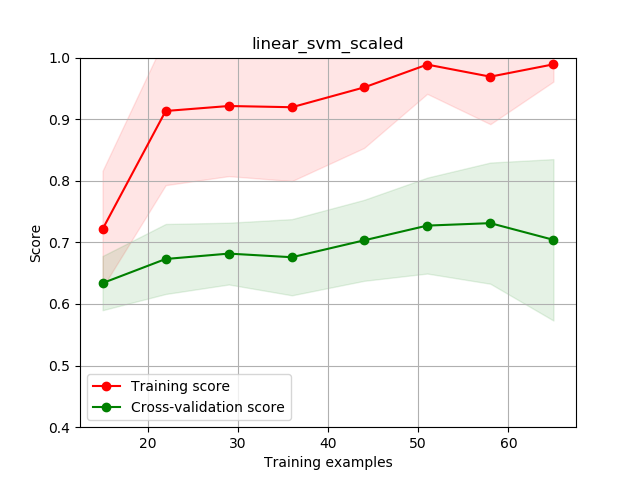 linear_svm_scaled
1.0
0.9
0.8
0.7
0.6
0.5
0.4
Score
Training score
Cross-validation score
20 30 40 50 60
Training examples